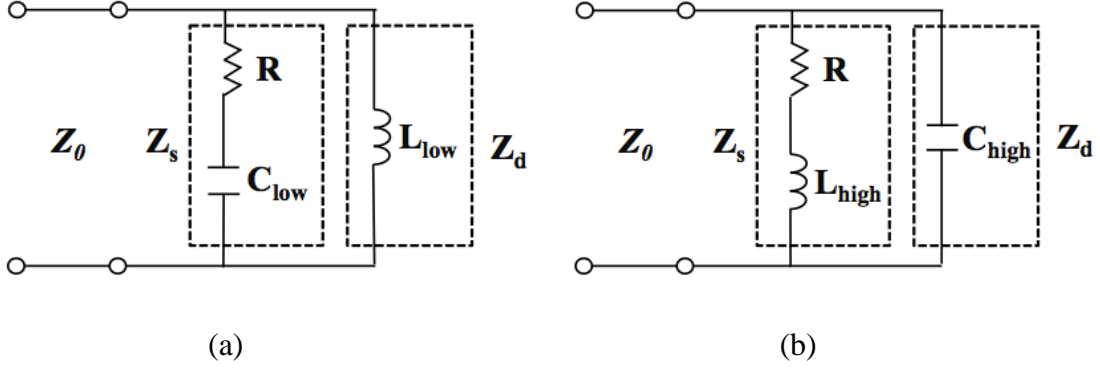 R
Z0 Zs Llow Zd
Clow
(a)
R
Z0 Zs Chigh Zd
Lhigh
(b)